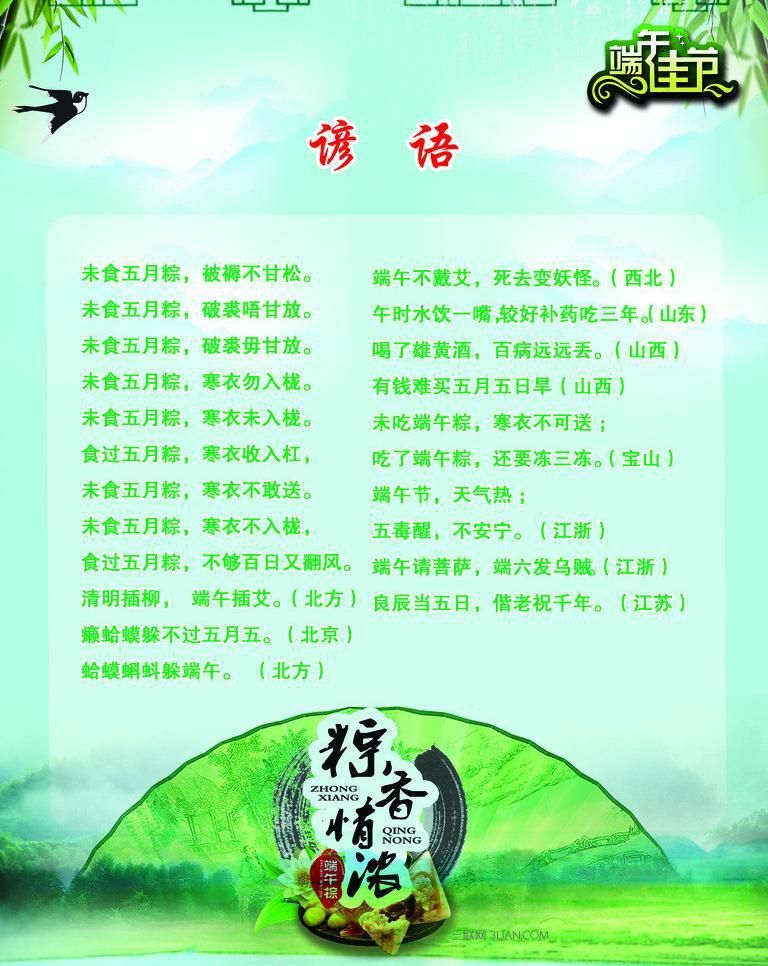 端午佳节
谚 语
未食五月粽，被褥不甘松。
未食五月粽，破裘唔甘放。
未食五月粽，破裘毋甘放。
未食五月粽，寒衣勿入栊。
未食五月粽，寒衣未入栊。
食过五月粽，寒衣收入杠，
未食五月粽，寒衣不敢送。
未食五月粽，寒衣不入栊，
食过五月粽，不够百日又翻风。
清明插柳， 端午插艾。（北方）
癞蛤蟆躲不过五月五。（北京）
蛤蟆蝌蚪躲端午。 （北方）
端午不戴艾，死去变妖怪。（西北）
午时水饮一嘴,较好补药吃三年。（山东）
喝了雄黄酒，百病远远丢。（山西）
有钱难买五月五日旱（山西）
未吃端午粽，寒衣不可送；
吃了端午粽，还要冻三冻。（宝山）
端午节，天气热；
五毒醒，不安宁。（江浙）
端午请菩萨，端六发乌贼。（江浙）
良辰当五日，偕老祝千年。（江苏）
粽香情浓
ZHONG
XIANG
QING
NONG
端午粽
三联网 3LIAN.COM